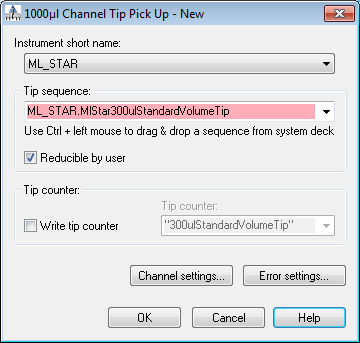 1000µl Channel Tip Pick Up - New
Instrument short name:
ML_STAR
Tip sequence:
ML_STAR.MlStar300ulStandardVolumeTip
Use Ctrl + left mouse to drag & drop a sequence from system deck
Reducible by user
Tip counter:
Tip counter:
Write tip counter
"300ulStandardVolumeTip"
Channel settings...
Error settings...
OK
Cancel
Help